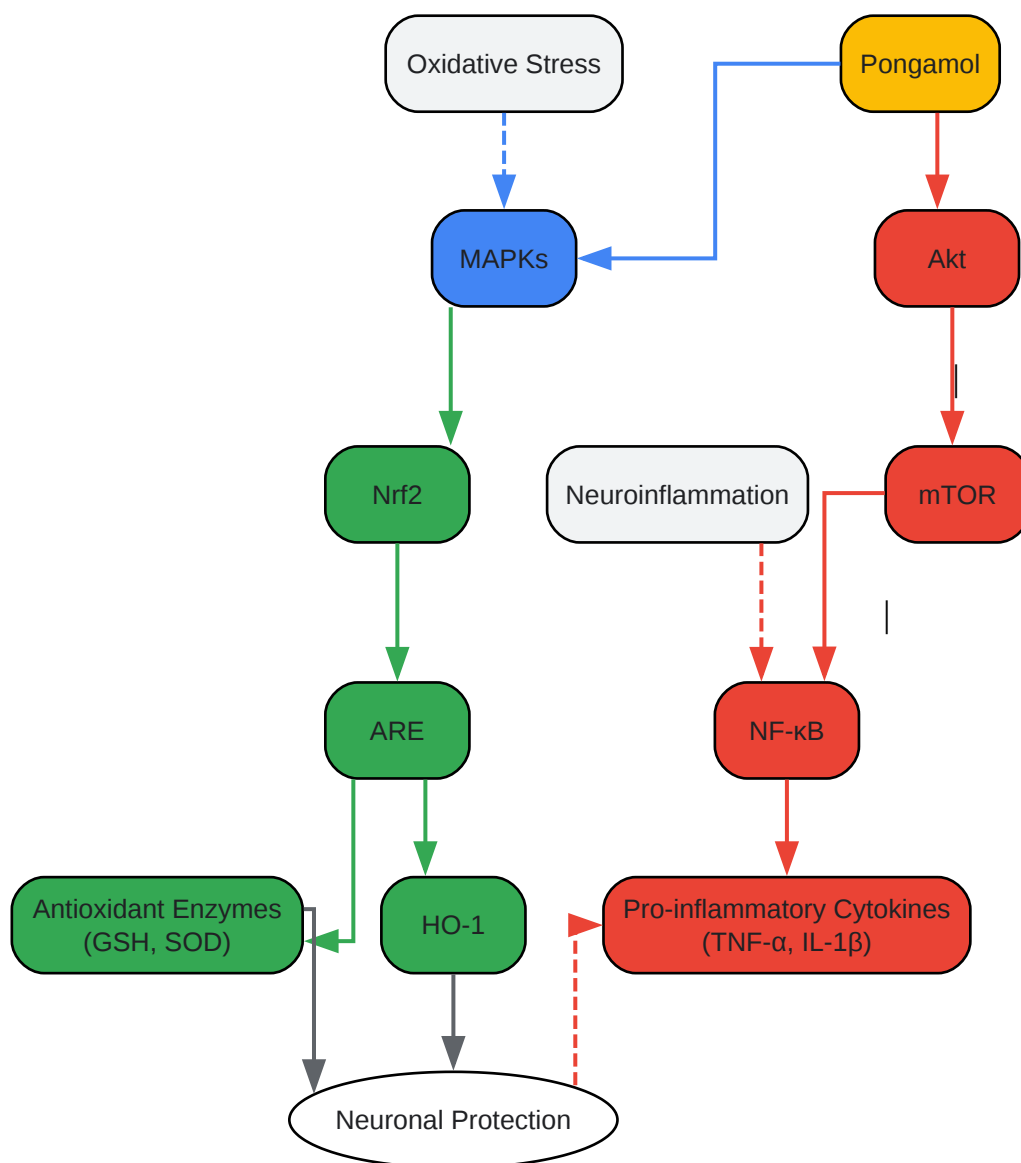 Oxidative Stress
Pongamol
MAPKs
Akt
Nrf2
Neuroinflammation
mTOR
ARE
NF-κB
Antioxidant Enzymes
(GSH, SOD)
HO-1
Pro-inflammatory Cytokines
(TNF-α, IL-1β)
Neuronal Protection